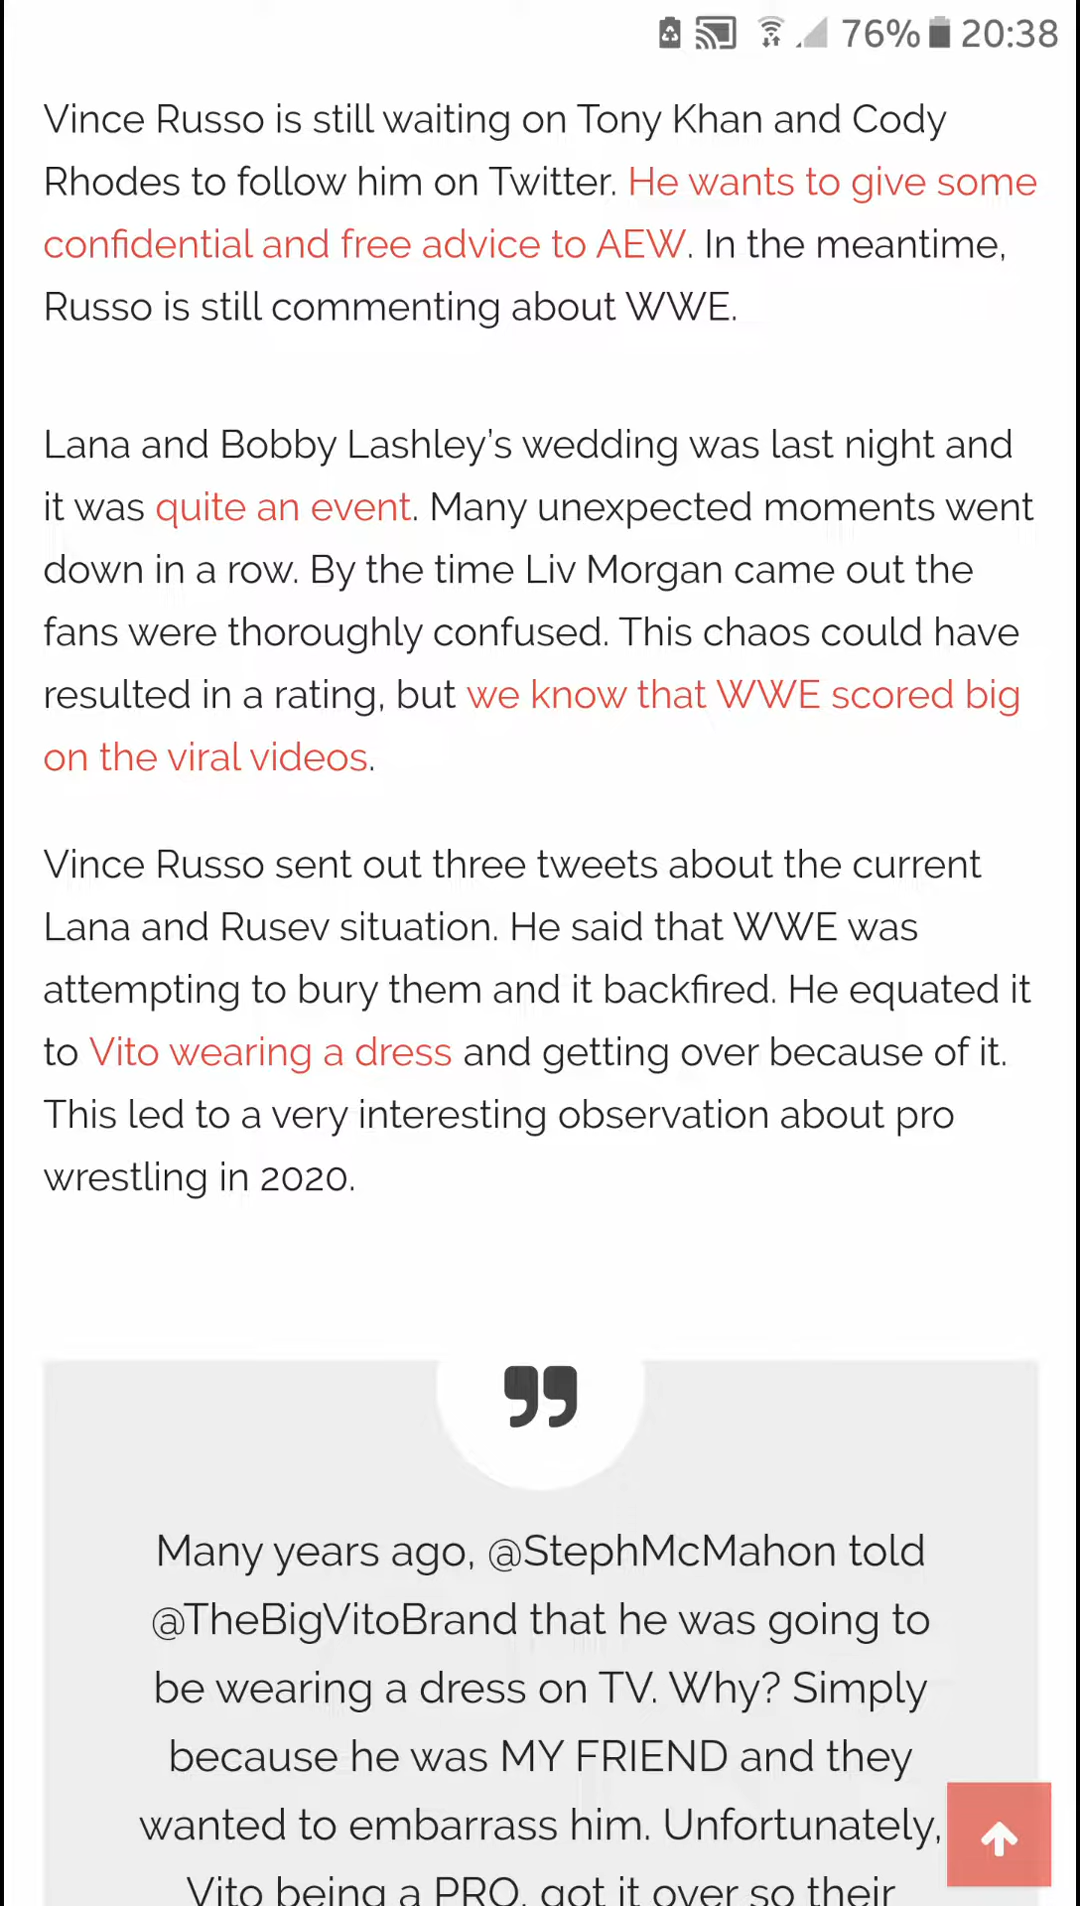 76% 20:38
Vince Russo is still waiting on Tony Khan and Cody
Rhodes to follow him on Twitter. He wants to give some
confidential and free advice to AEW. In the meantime,
Russo is still commenting about WWE.
Lana and Bobby Lashley’s wedding was last night and
it was quite an event. Many unexpected moments went
down in a row. By the time Liv Morgan came out the
fans were thoroughly confused. This chaos could have
resulted in a rating, but we know that WWE scored big
on the viral videos.
Vince Russo sent out three tweets about the current
Lana and Rusev situation. He said that WWE was
attempting to bury them and it backfired. He equated it
to Vito wearing a dress and getting over because of it.
This led to a very interesting observation about pro
wrestling in 2020.
”
Many years ago, @StephMcMahon told
@TheBigVitoBrand that he was going to
be wearing a dress on TV. Why? Simply
because he was MY FRIEND and they
wanted to embarrass him. Unfortunately,
Vito being a PRO, got it over so their